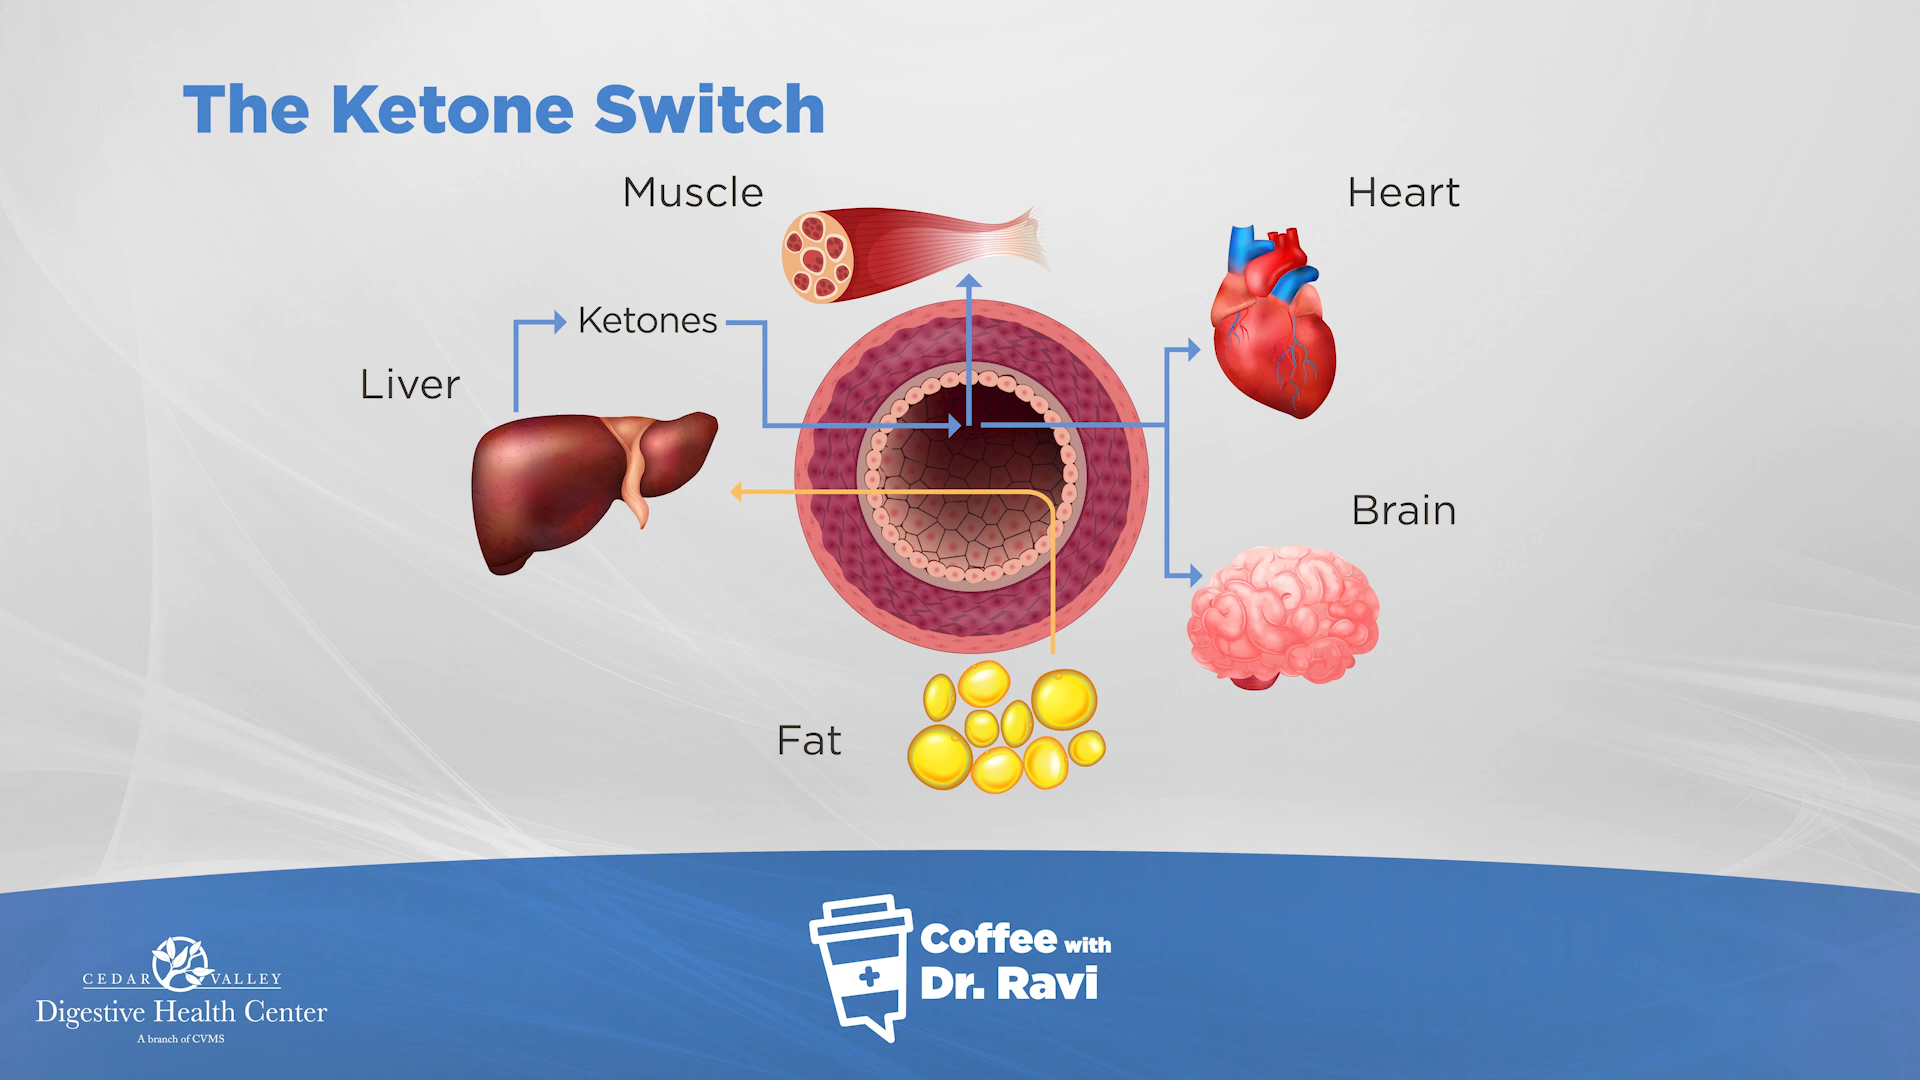 The Ketone Switch
Muscle
Heart
Ketones
Liver
Brain
Fat
CEDAR VALLEY
Digestive Health Center
A branch of CVMS
Coffee with
Dr. Ravi